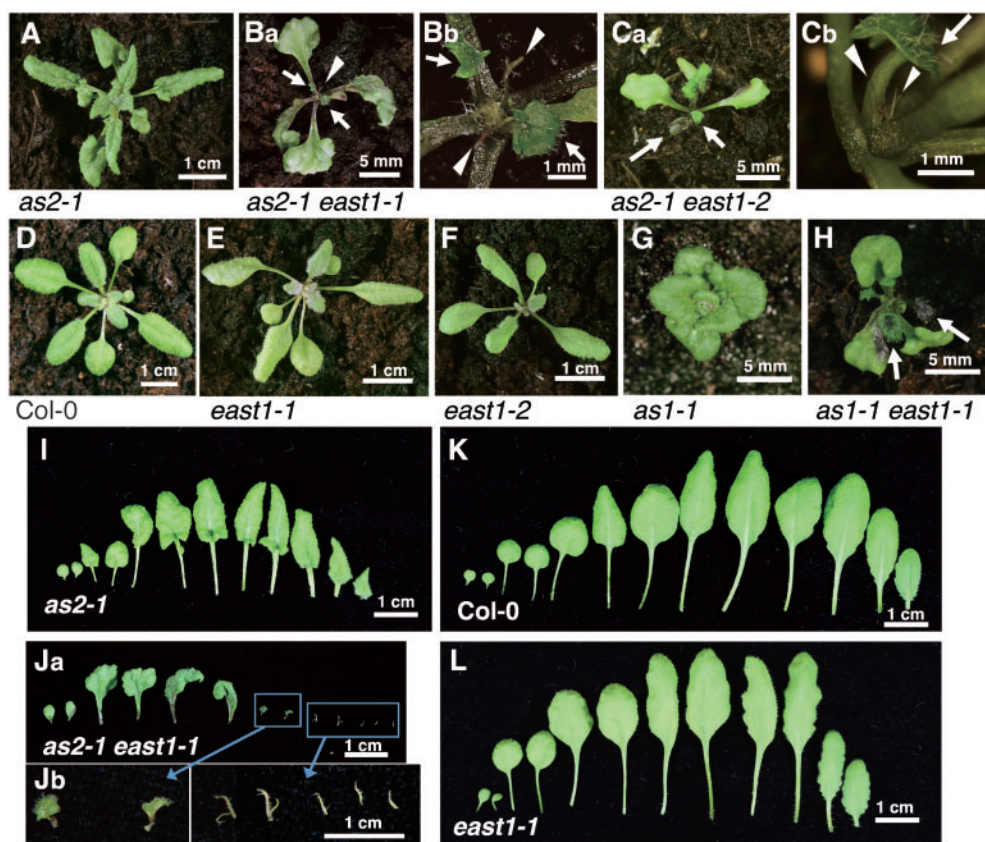 A
Ba
Bb
Ca
Cb
1 cm
5 mm
1 mm
5 mm
1 mm
as2-1
as2-1 east1-1
as2-1 east1-2
D
E
F
G
H
1 cm
1 cm
1 cm
5 mm
5 mm
Col-0
east1-1
east1-2
as1-1
as1-1 east1-1
I
K
as2-1
1 cm
Col-0
1 cm
Ja
L
as2-1 east1-1
1 cm
Jb
1 cm
east1-1
1 cm